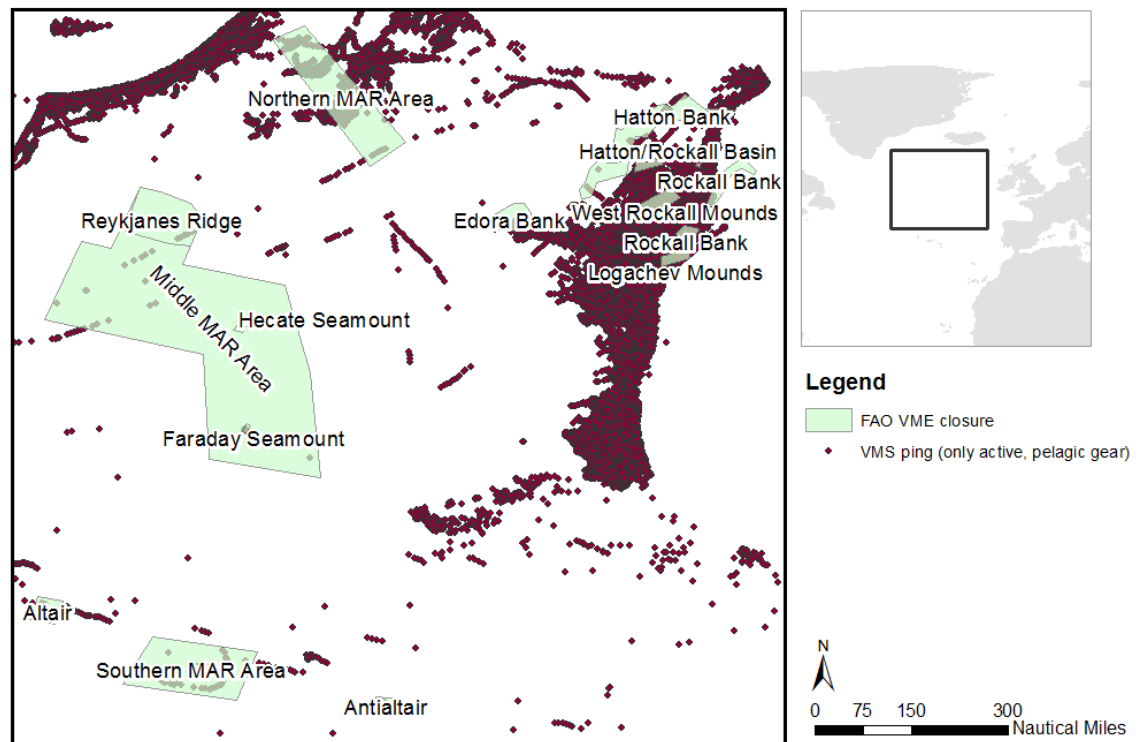 Northern MAR Area
Hatton Bank
Hatton/Rockall Basin
Rockall Bank
Reykjanes Ridge
Edora Bank
West Rockall Mounds
Rockall Bank
Logachev Mounds
Middle MAR Area
Hecate Seamount
Faraday Seamount
Altair
Southern MAR Area
Antialtair
Legend
FAO VME closure
VMS ping (only active, pelagic gear)
N
0 75 150 300
Nautical Miles